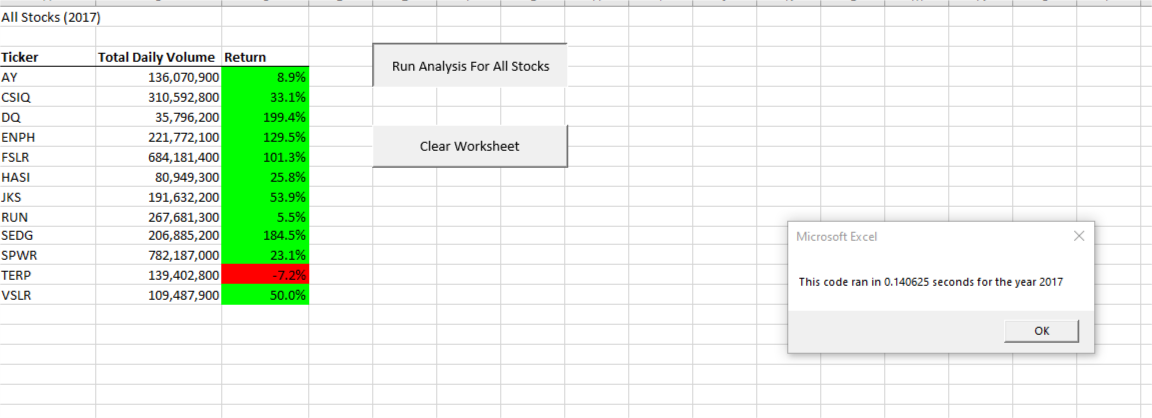 All Stocks (2017)
Ticker Total Daily Volume Return
AY 136,070,900 8.9%
CSIQ 310,592,800 33.1%
DQ 35,796,200 199.4%
ENPH 221,772,100 129.5%
FSLR 684,181,400 101.3%
HASI 80,949,300 25.8%
JKS 191,632,200 53.9%
RUN 267,681,300 5.5%
SEDG 206,885,200 184.5%
SPWR 782,187,000 23.1%
TERP 139,402,800 -7.2%
VSLR 109,487,900 50.0%
Run Analysis For All Stocks
Clear Worksheet
Microsoft Excel
This code ran in 0.140625 seconds for the year 2017
OK